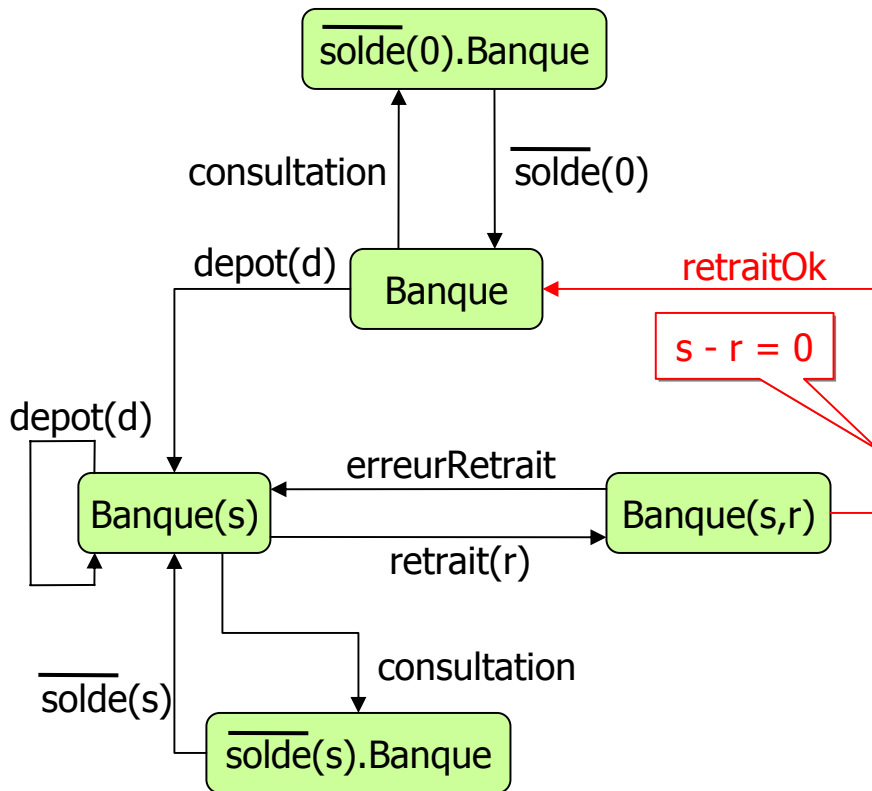 solde(0).Banque
consultation
solde(0)
depot(d)
Banque
retraitOk
s - r = 0
depot(d)
erreurRetrait
Banque(s)
Banque(s,r)
retrait(r)
consultation
solde(s)
solde(s).Banque